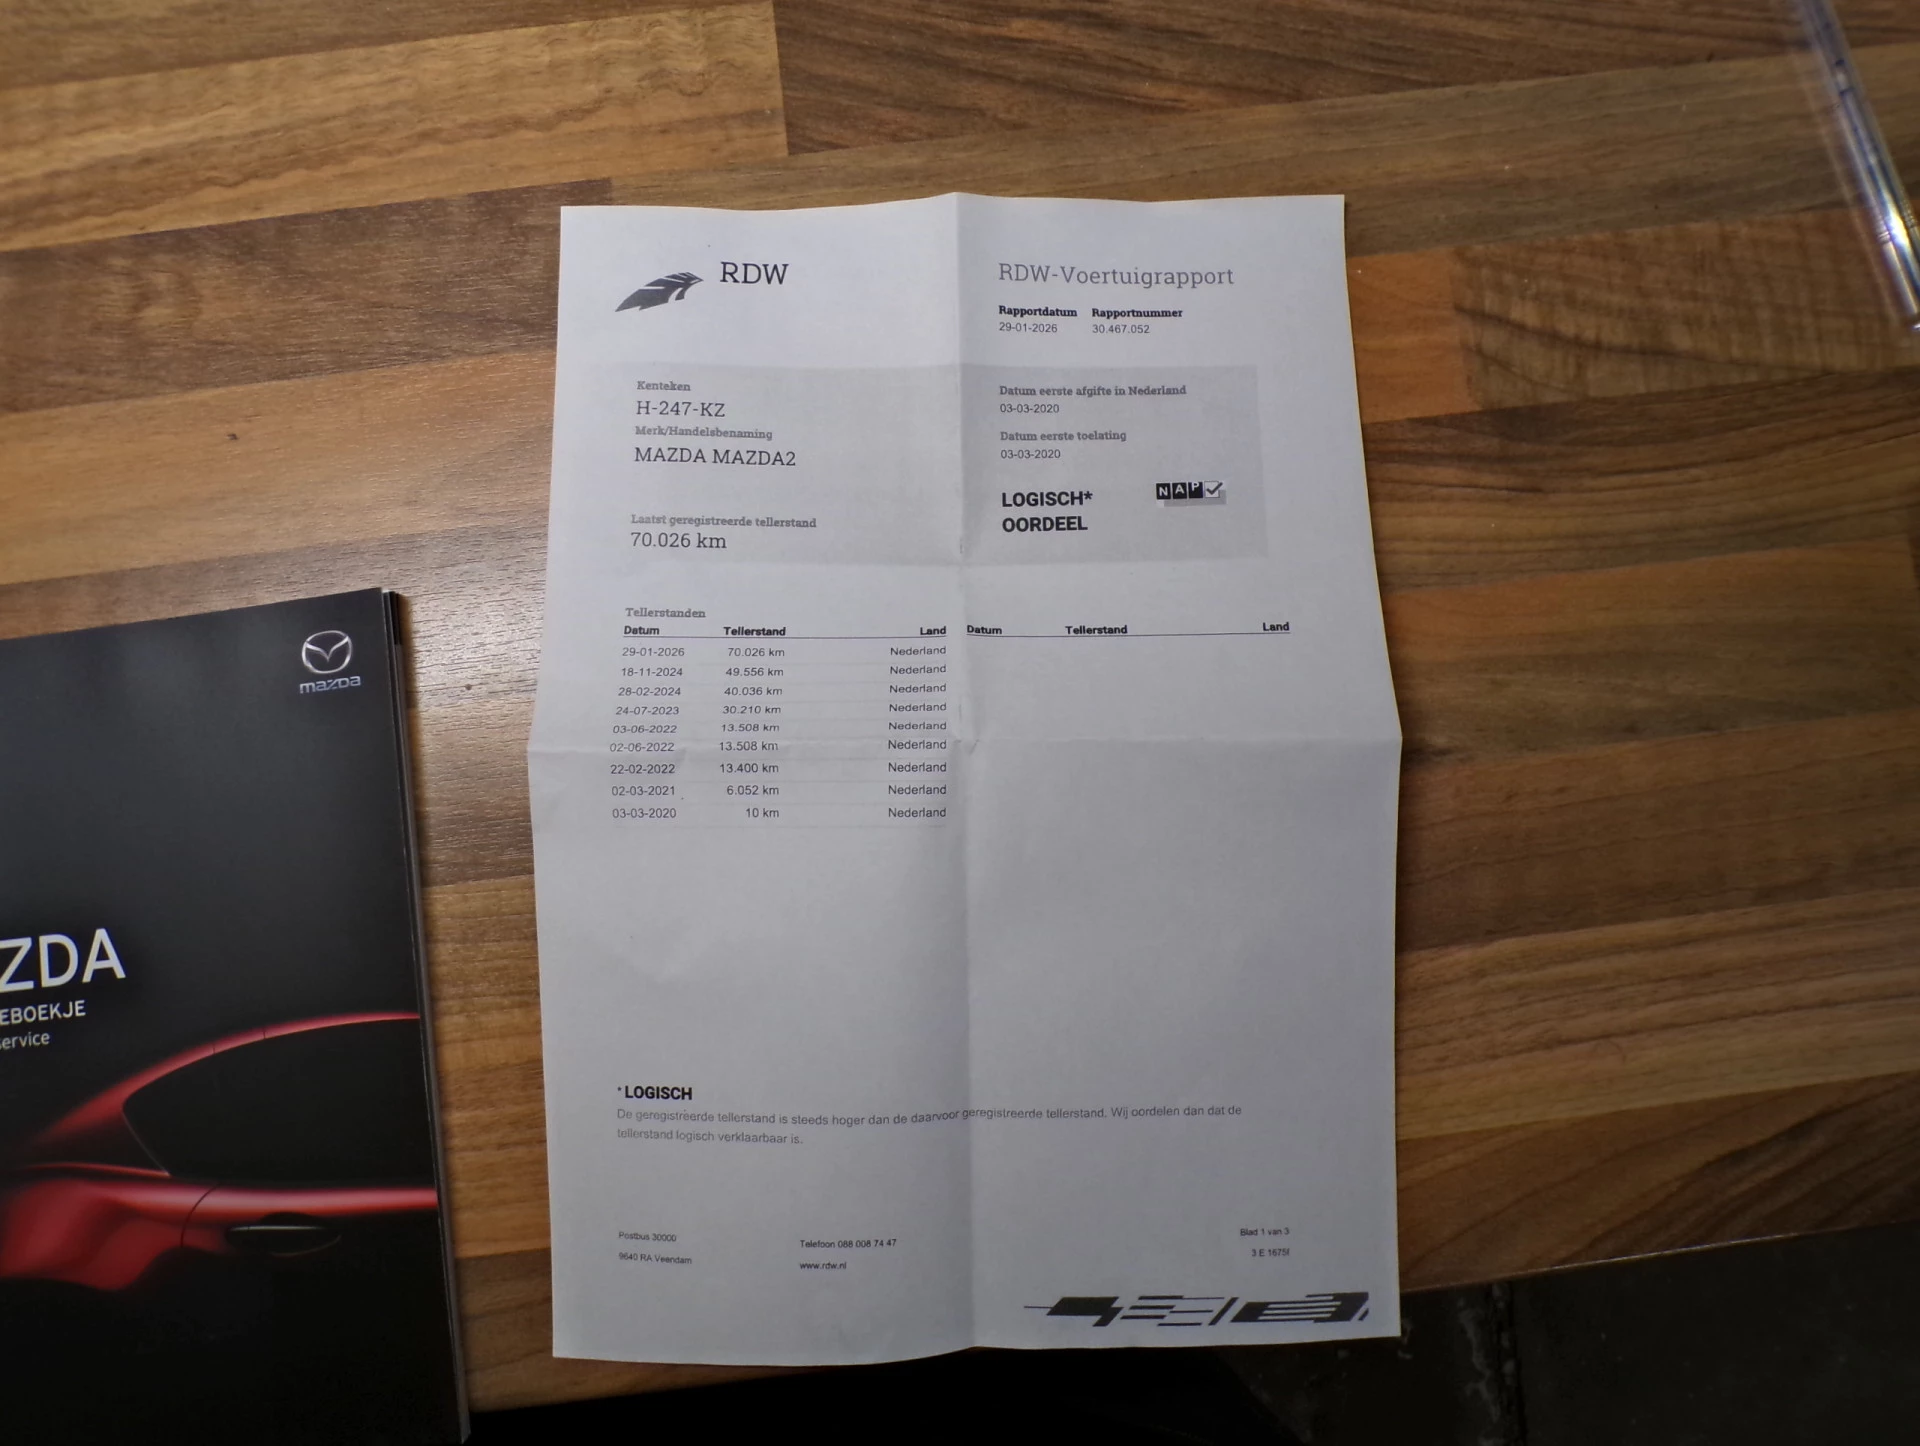 RDW
RDW-Voertuigrapport
Rapportdatum Rapportnummer
29-01-2026 30.467.052
Kenteken
H-247-KZ
Merk/Handelsbenaming
MAZDA MAZDA2
Laatst geregistreerde tellerstand
70.026 km
Datum eerste afgifte in Nederland
03-03-2020
Datum eerste toelating
03-03-2020
LOGISCH*
OORDEEL
NAP
Tellerstanden
Datum Tellerstand Land Datum Tellerstand Land
29-01-2026 70.026 km Nederland
18-11-2024 49.556 km Nederland
28-02-2024 40.036 km Nederland
24-07-2023 30.210 km Nederland
03-06-2022 13.508 km Nederland
02-06-2022 13.508 km Nederland
22-02-2022 13.400 km Nederland
02-03-2021 6.052 km Nederland
03-03-2020 10 km Nederland
* LOGISCH
De geregistreerde tellerstand is steeds hoger dan de daarvoor geregistreerde tellerstand. Wij oordelen dan dat de
tellerstand logisch verklaarbaar is.
Postbus 30000
9640 RA Veendam
Telefoon 088 008 74 47
www.rdw.nl
Blad 1 van 3
3 E 1675f
mazda
ZDA
EBOEKJE
service